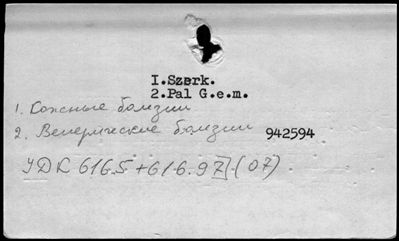 I.Szerk.
2.Pal G.e.m.
1. Кожные болезни
2. Венерические болезни 942594
УДК 616.5+616.97](07)